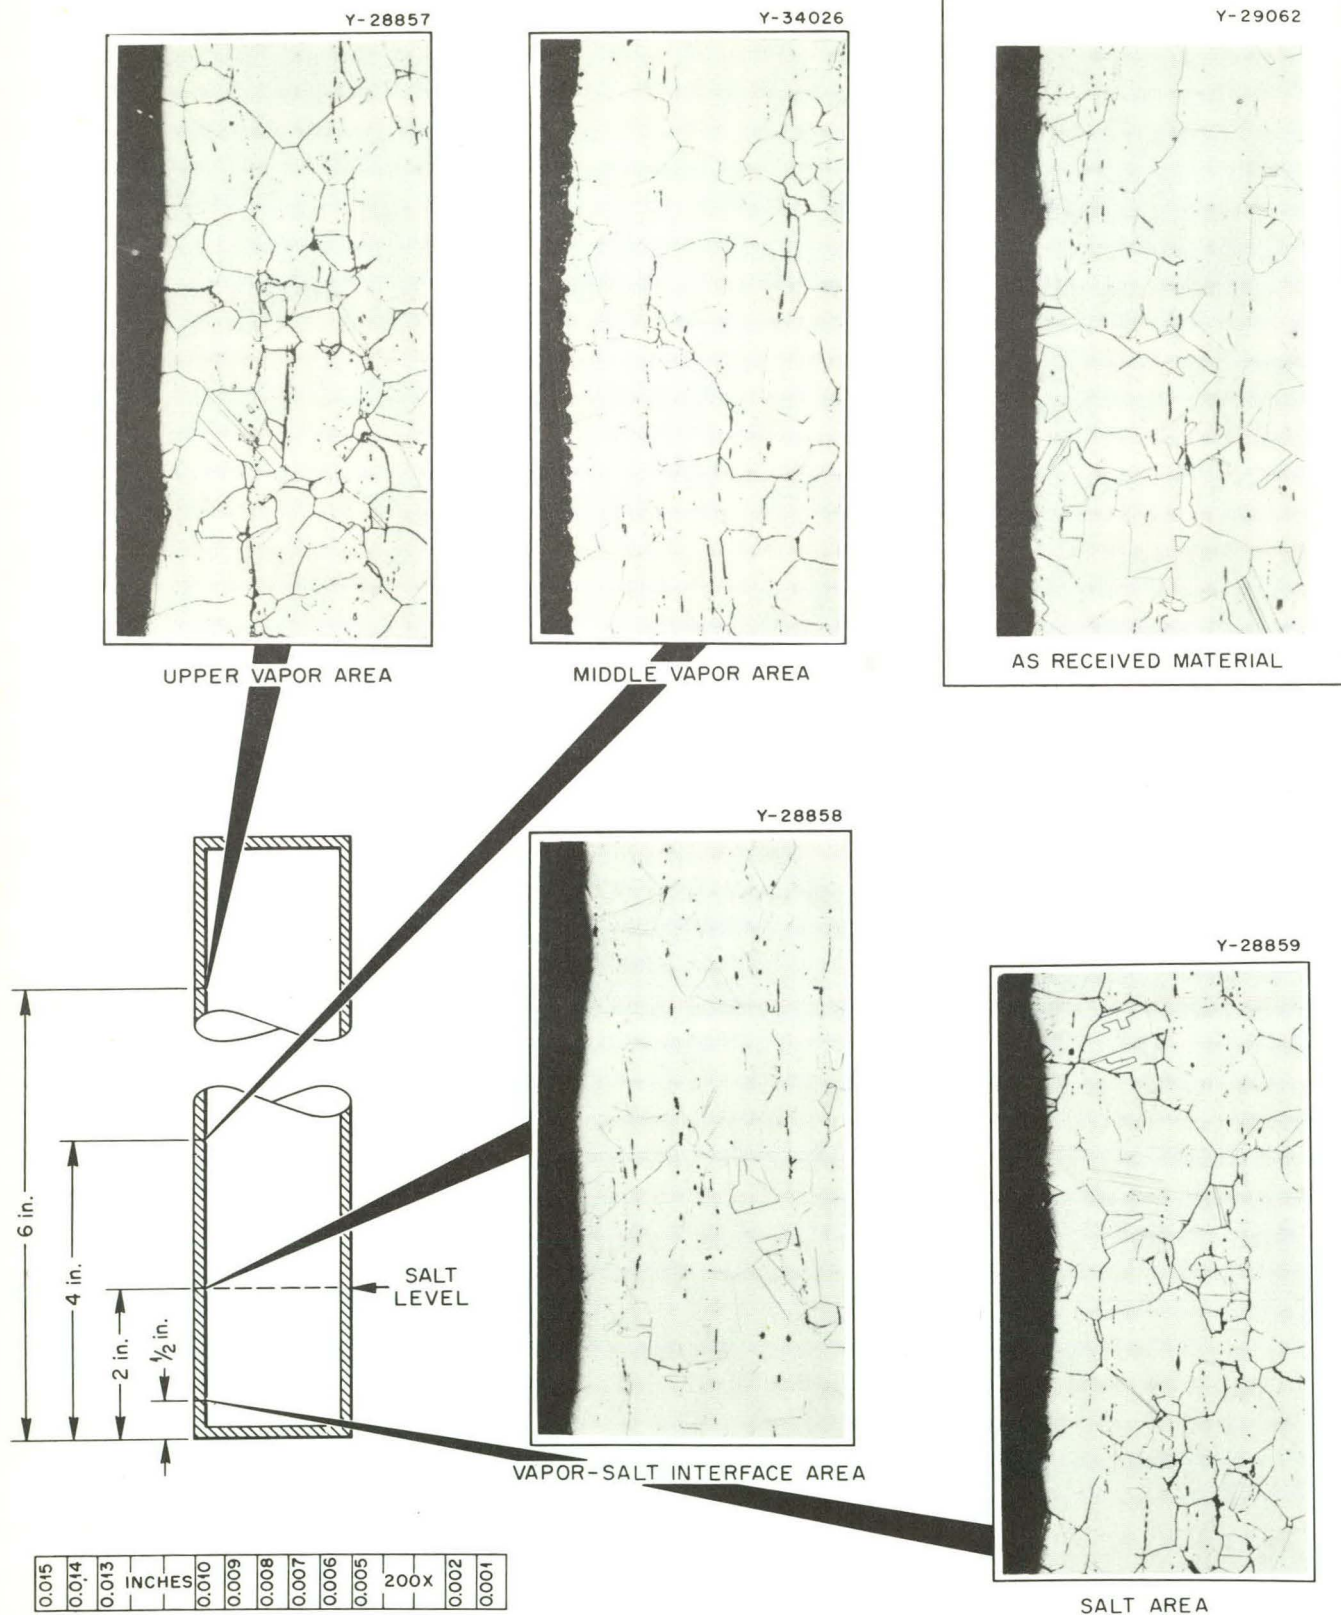 Y-28857
Y-34026
Y-29062
UPPER VAPOR AREA
MIDDLE VAPOR AREA
AS RECEIVED MATERIAL
Y-28858
Y-28859
6 in.
4 in.
2 in.
1/2 in.
SALT
LEVEL
VAPOR-SALT INTERFACE AREA
0.015 0.014 0.013 INCHES 0.010 0.009 0.008 0.007 0.006 0.005 200X 0.002 0.001
SALT AREA